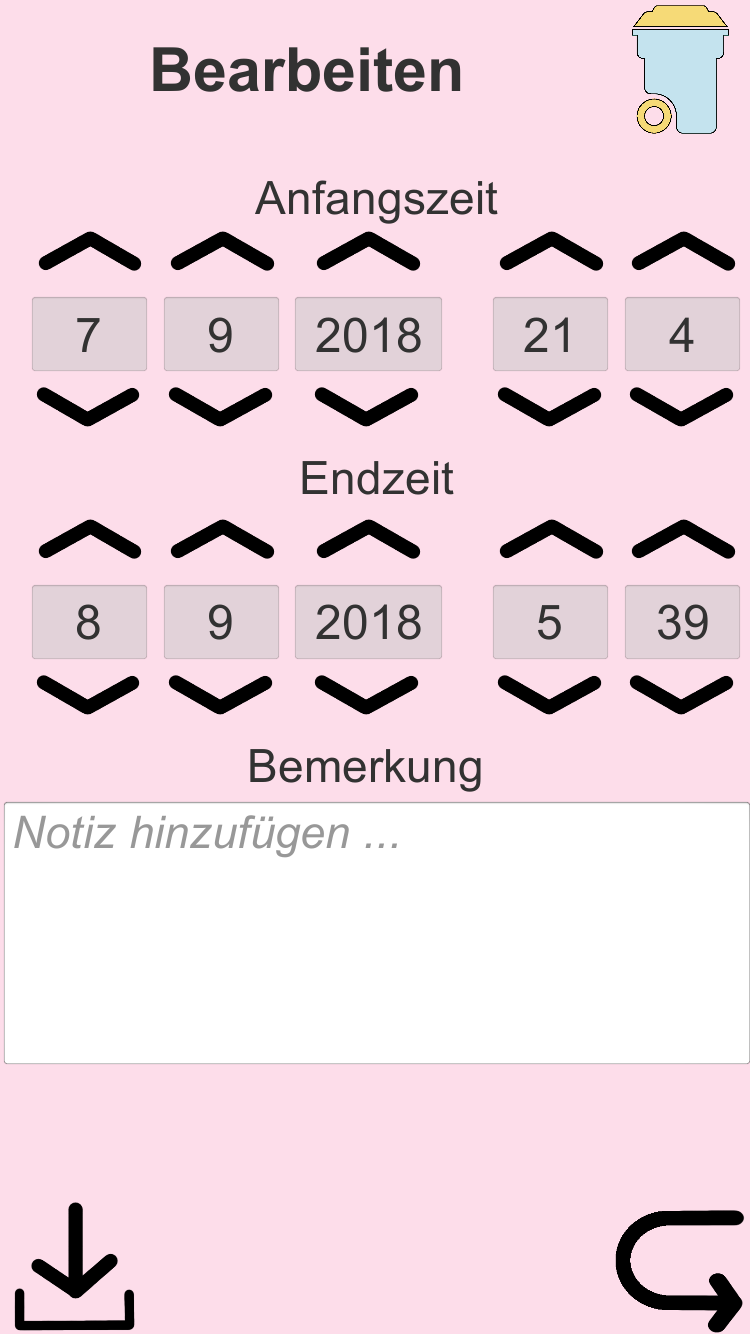 Bearbeiten
Anfangszeit
7 9 2018 21 4
Endzeit
8 9 2018 5 39
Bemerkung
Notiz hinzufügen ...